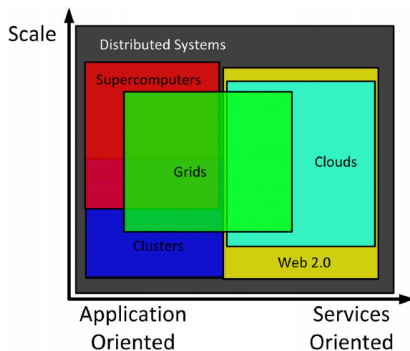 Scale
Distributed Systems
Supercomputers
Grids
Clouds
Clusters
Web 2.0
Application
Oriented
Services
Oriented